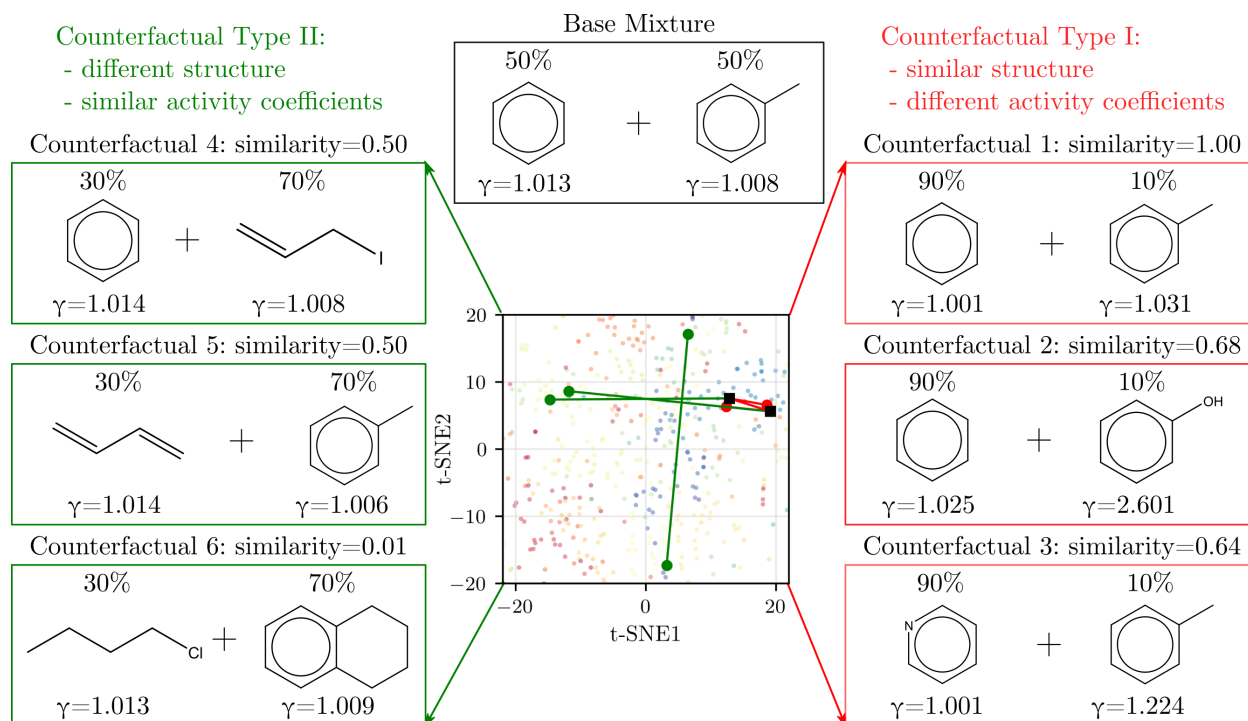 Base Mixture
50% 50%
+
γ=1.013 γ=1.008
Counterfactual Type II:
- different structure
- similar activity coefficients
Counterfactual 4: similarity=0.50
30% 70%
+
I
γ=1.014 γ=1.008
Counterfactual 5: similarity=0.50
30% 70%
+
γ=1.014 γ=1.006
Counterfactual 6: similarity=0.01
30% 70%
+
Cl
γ=1.013 γ=1.009
20
10
0
−10
−20
t-SNE2
−20 0 20
t-SNE1
Counterfactual Type I:
- similar structure
- different activity coefficients
Counterfactual 1: similarity=1.00
90% 10%
+
γ=1.001 γ=1.031
Counterfactual 2: similarity=0.68
90% 10%
OH
+
γ=1.025 γ=2.601
Counterfactual 3: similarity=0.64
90% 10%
N
+
γ=1.001 γ=1.224